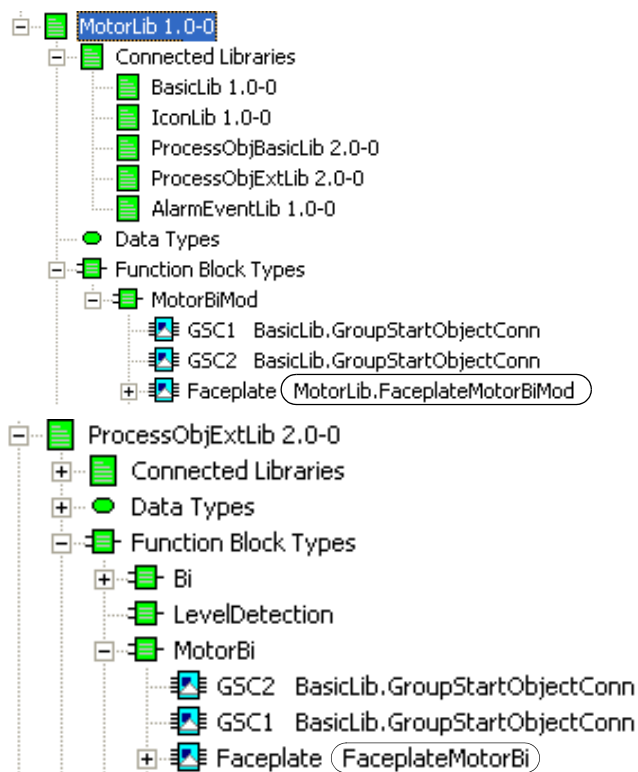 MotorLib 1.0-0
Connected Libraries
BasicLib 1.0-0
IconLib 1.0-0
ProcessObjBasicLib 2.0-0
ProcessObjExtLib 2.0-0
AlarmEventLib 1.0-0
Data Types
Function Block Types
MotorBiMod
GSC1 BasicLib.GroupStartObjectConn
GSC2 BasicLib.GroupStartObjectConn
Faceplate MotorLib.FaceplateMotorBiMod
ProcessObjExtLib 2.0-0
Connected Libraries
Data Types
Function Block Types
Bi
LevelDetection
MotorBi
GSC2 BasicLib.GroupStartObjectConn
GSC1 BasicLib.GroupStartObjectConn
Faceplate FaceplateMotorBi